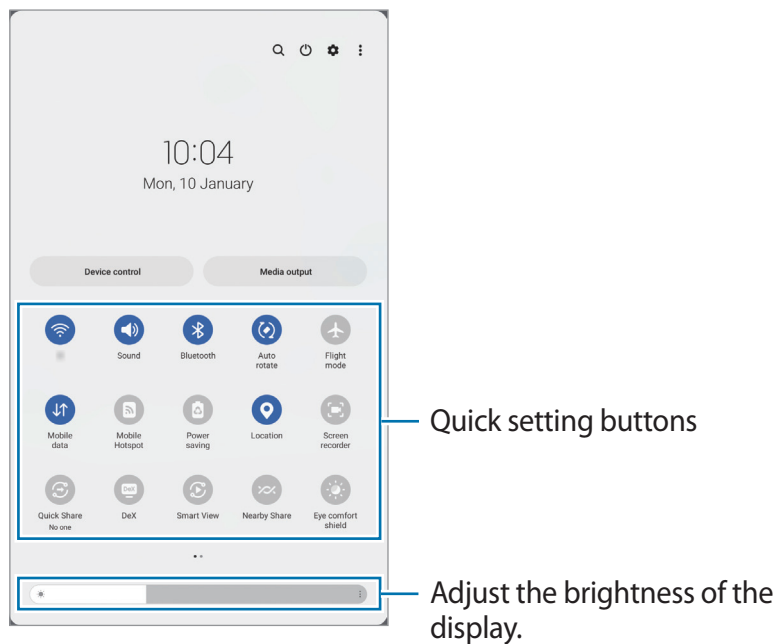 10:04
Mon, 10 January
Device control
Media output
Sound
Bluetooth
Auto
rotate
Flight
mode
Mobile
data
Mobile
Hotspot
Power
saving
Location
Screen
recorder
Quick Share
No one
DeX
DeX
Smart View
Nearby Share
Eye comfort
shield
Quick setting buttons
Adjust the brightness of the
display.